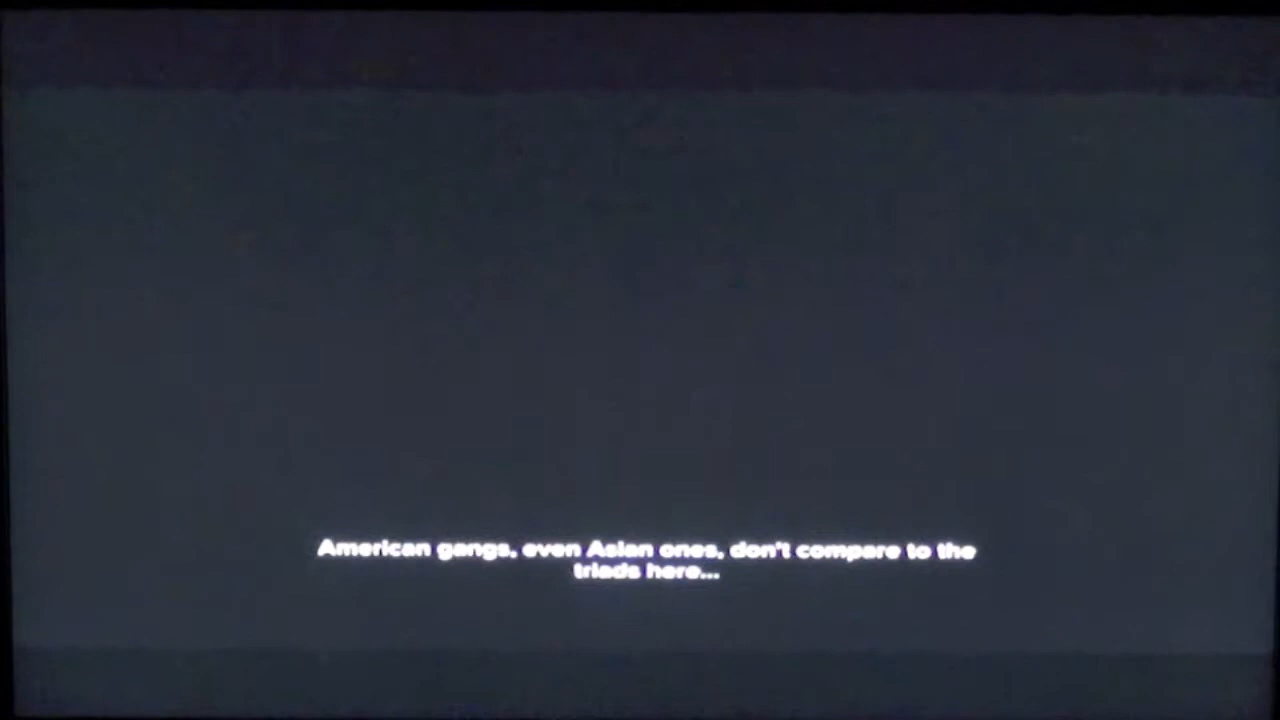 American gangs, even Asian ones, don't compare to the
triads here...